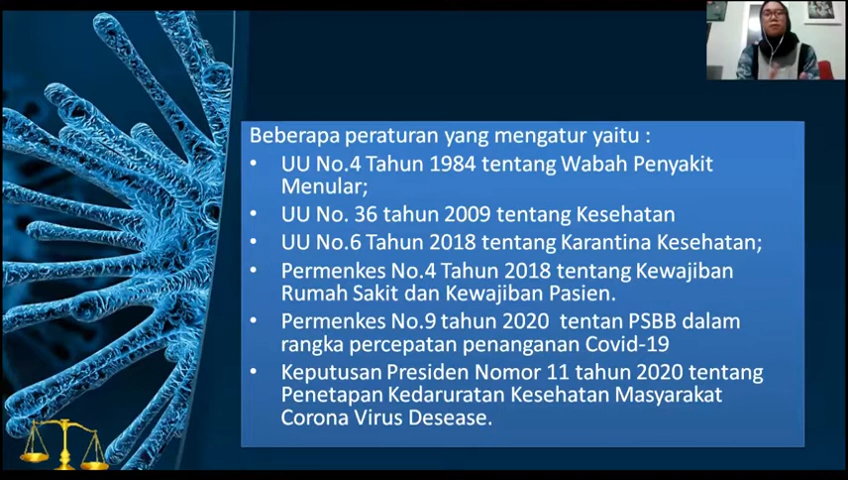 Beberapa peraturan yang mengatur yaitu :
• UU No.4 Tahun 1984 tentang Wabah Penyakit
Menular;
• UU No. 36 tahun 2009 tentang Kesehatan
• UU No.6 Tahun 2018 tentang Karantina Kesehatan;
• Permenkes No.4 Tahun 2018 tentang Kewajiban
Rumah Sakit dan Kewajiban Pasien.
• Permenkes No.9 tahun 2020 tentan PSBB dalam
rangka percepatan penanganan Covid-19
• Keputusan Presiden Nomor 11 tahun 2020 tentang
Penetapan Kedaruratan Kesehatan Masyarakat
Corona Virus Desease.